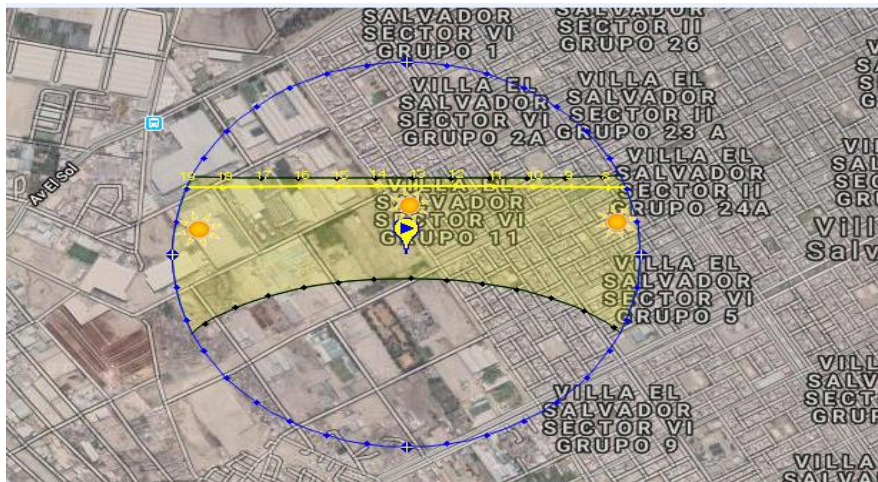 SALVADOR
SECTOR VI
GRUPO 1
SALVADOR
SECTOR II
GRUPO 26
VILLA EL
SALVADOR
SECTOR VI
GRUPO 2A
VILLA EL
SALVADOR
SECTOR II
GRUPO 23 A
Av El Sol
19 18 17 16 15 14 13 12 11 10 9 8
VILLA EL
SALVADOR
SECTOR VI
GRUPO 11
VILLA EL
SALVADOR
SECTOR II
GRUPO 24A
VILLA EL
SALVADOR
SECTOR VI
GRUPO 5
VILLA EL
SALVADOR
SECTOR VI
GRUPO 9